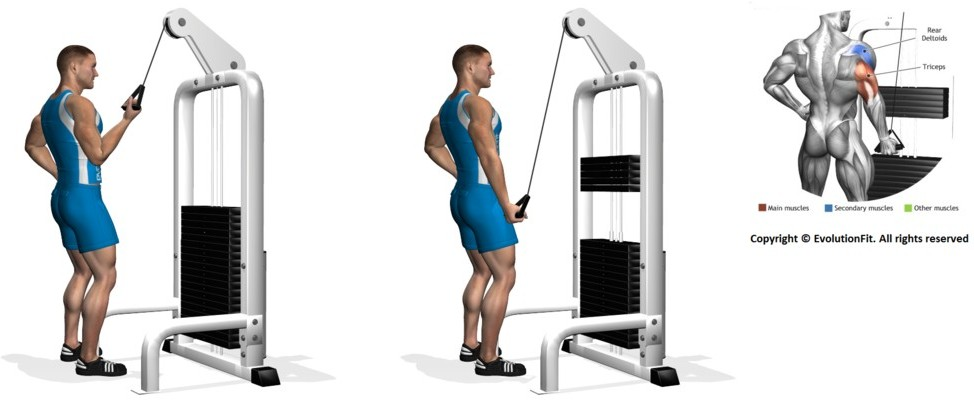 Rear
Deltoids
Triceps
Main muscles
Secondary muscles
Other muscles
Copyright © EvolutionFit. All rights reserved